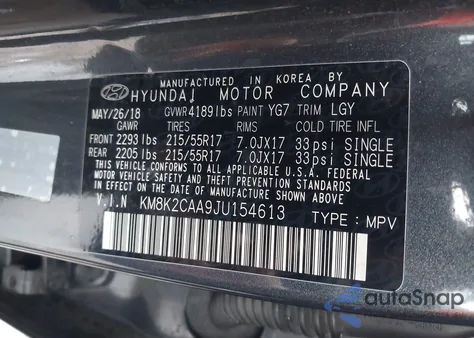 MANUFACTURED IN KOREA BY
HYUNDAI MOTOR COMPANY
MAY/26/18 GVWR 4189lbs PAINT YG7 TRIM LGY
GAWR TIRES RIMS COLD TIRE INFL
FRONT 2293 lbs 215/55R17 7.0JX17 33psi SINGLE
REAR 2205 lbs 215/55R17 7.0JX17 33psi SINGLE
THIS VEHICLE CONFORMS TO ALL APPLICABLE U.S.A. FEDERAL
MOTOR VEHICLE SAFETY AND THEFT PREVENTION STANDARDS
IN EFFECT ON THE DATE OF MANUFACTURE SHOWN ABOVE.
V.I.N KM8K2CAA9JU154613 TYPE : MPV
autoSnap